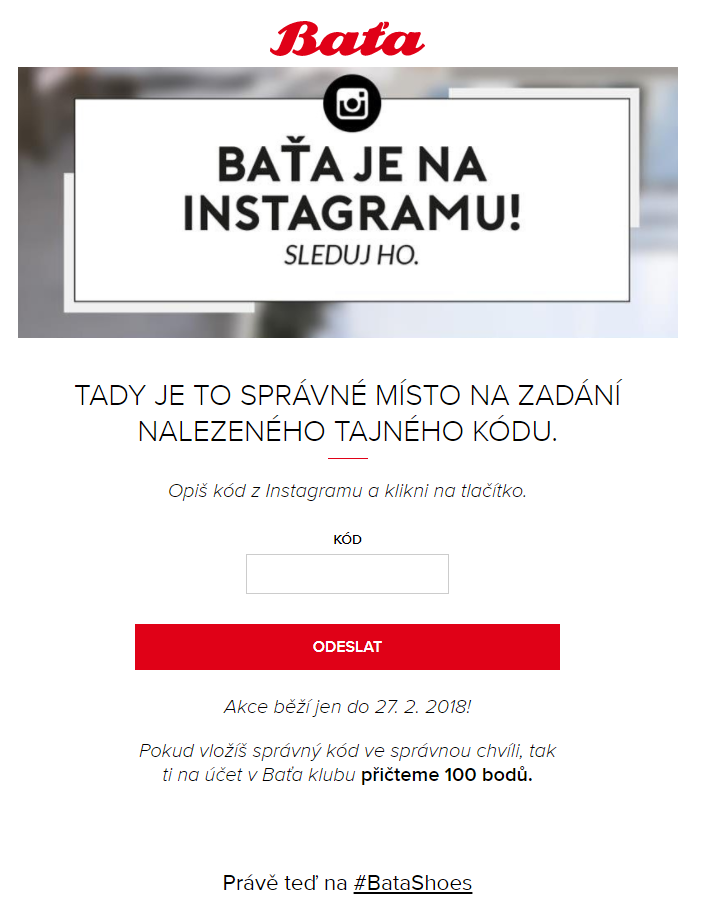 Baťa
BAŤA JE NA
INSTAGRAMU!
SLEDUJ HO.
TADY JE TO SPRÁVNÉ MÍSTO NA ZADÁNÍ
NALEZENÉHO TAJNÉHO KÓDU.
Opiš kód z Instagramu a klikni na tlačítko.
KÓD
ODESLAT
Akce běží jen do 27. 2. 2018!
Pokud vložíš správný kód ve správnou chvíli, tak
ti na účet v Baťa klubu přičteme 100 bodů.
Právě teď na #BataShoes